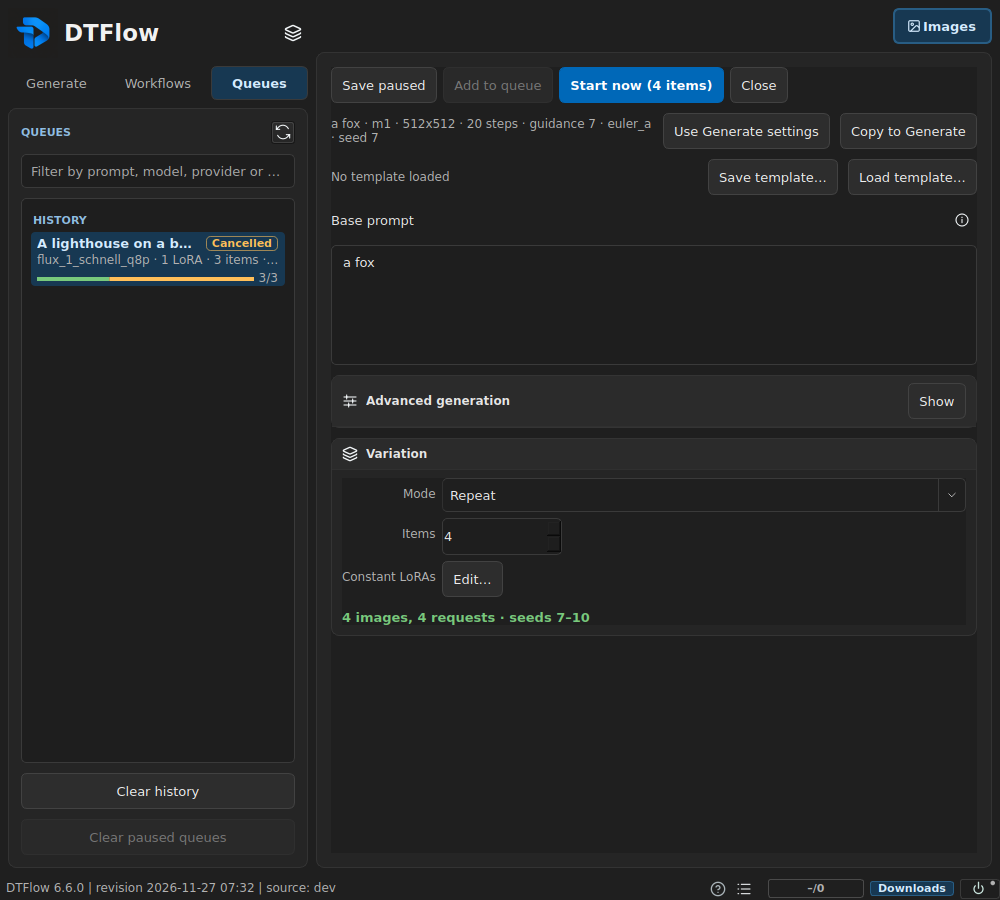 DTFlow
Images
Generate
Workflows
Queues
QUEUES
Filter by prompt, model, provider or ...
HISTORY
A lighthouse on a b...
Cancelled
flux_1_schnell_q8p · 1 LoRA · 3 items ·...
3/3
Clear history
Clear paused queues
Save paused
Add to queue
Start now (4 items)
Close
a fox · m1 · 512x512 · 20 steps · guidance 7 · euler_a
· seed 7
Use Generate settings
Copy to Generate
No template loaded
Save template...
Load template...
Base prompt
a fox
Advanced generation
Show
Variation
Mode
Repeat
Items
4
Constant LoRAs
Edit...
4 images, 4 requests · seeds 7–10
DTFlow 6.6.0 | revision 2026-11-27 07:32 | source: dev
–/0
Downloads